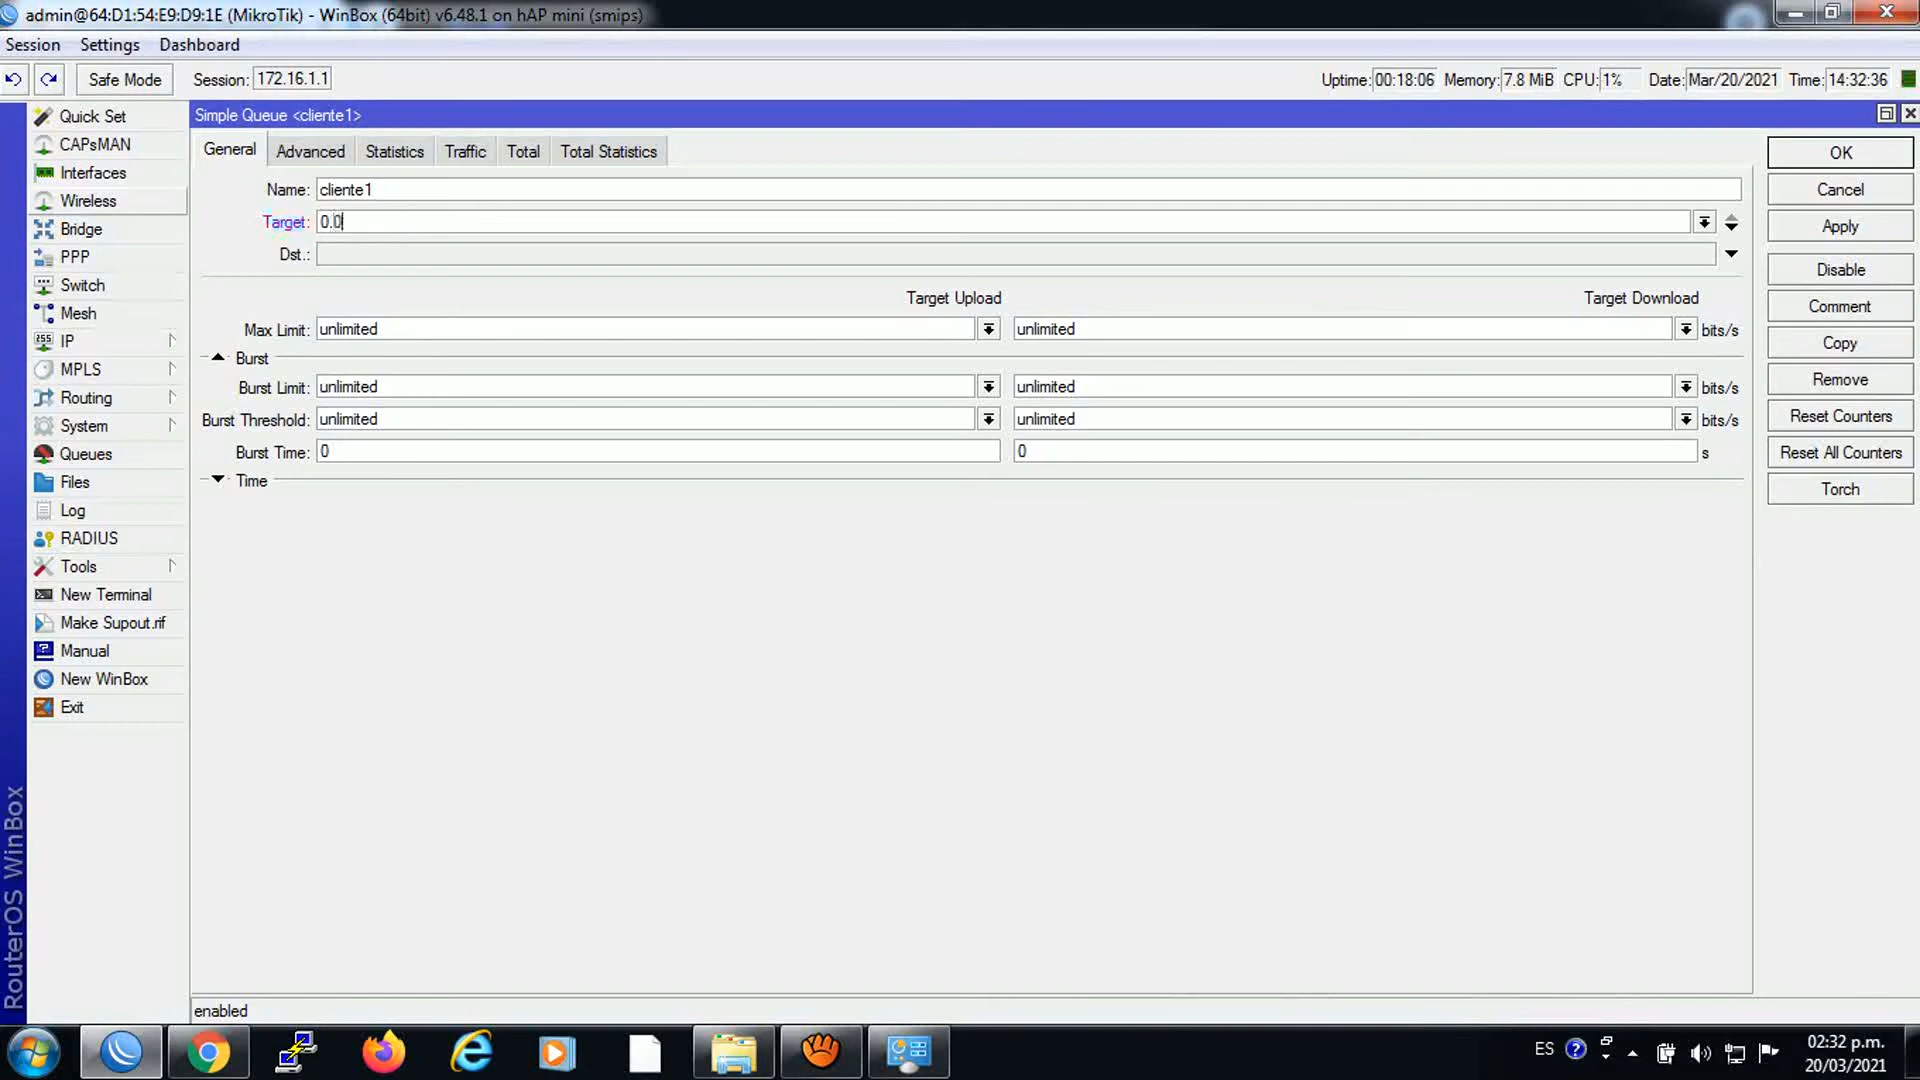 admin@64:D1:54:E9:D9:1E (MikroTik) - WinBox (64bit) v6.48.1 on hAP mini (smips)
Session Settings Dashboard
Safe Mode Session: 172.16.1.1 Uptime: 00:18:06 Memory: 7.8 MiB CPU: 1% Date: Mar/20/2021 Time: 14:32:36
Quick Set
CAPsMAN
Interfaces
Wireless
Bridge
PPP
Switch
Mesh
IP
MPLS
Routing
System
Queues
Files
Log
RADIUS
Tools
New Terminal
Make Supout.rif
Manual
New WinBox
Exit
RouterOS WinBox
Simple Queue <cliente1>
General Advanced Statistics Traffic Total Total Statistics
Name: cliente1
Target: 0.0
Dst.:
Target Upload Target Download
Max Limit: unlimited unlimited bits/s
Burst
Burst Limit: unlimited unlimited bits/s
Burst Threshold: unlimited unlimited bits/s
Burst Time: 0 0 s
Time
OK
Cancel
Apply
Disable
Comment
Copy
Remove
Reset Counters
Reset All Counters
Torch
enabled
ES
02:32 p.m.
20/03/2021